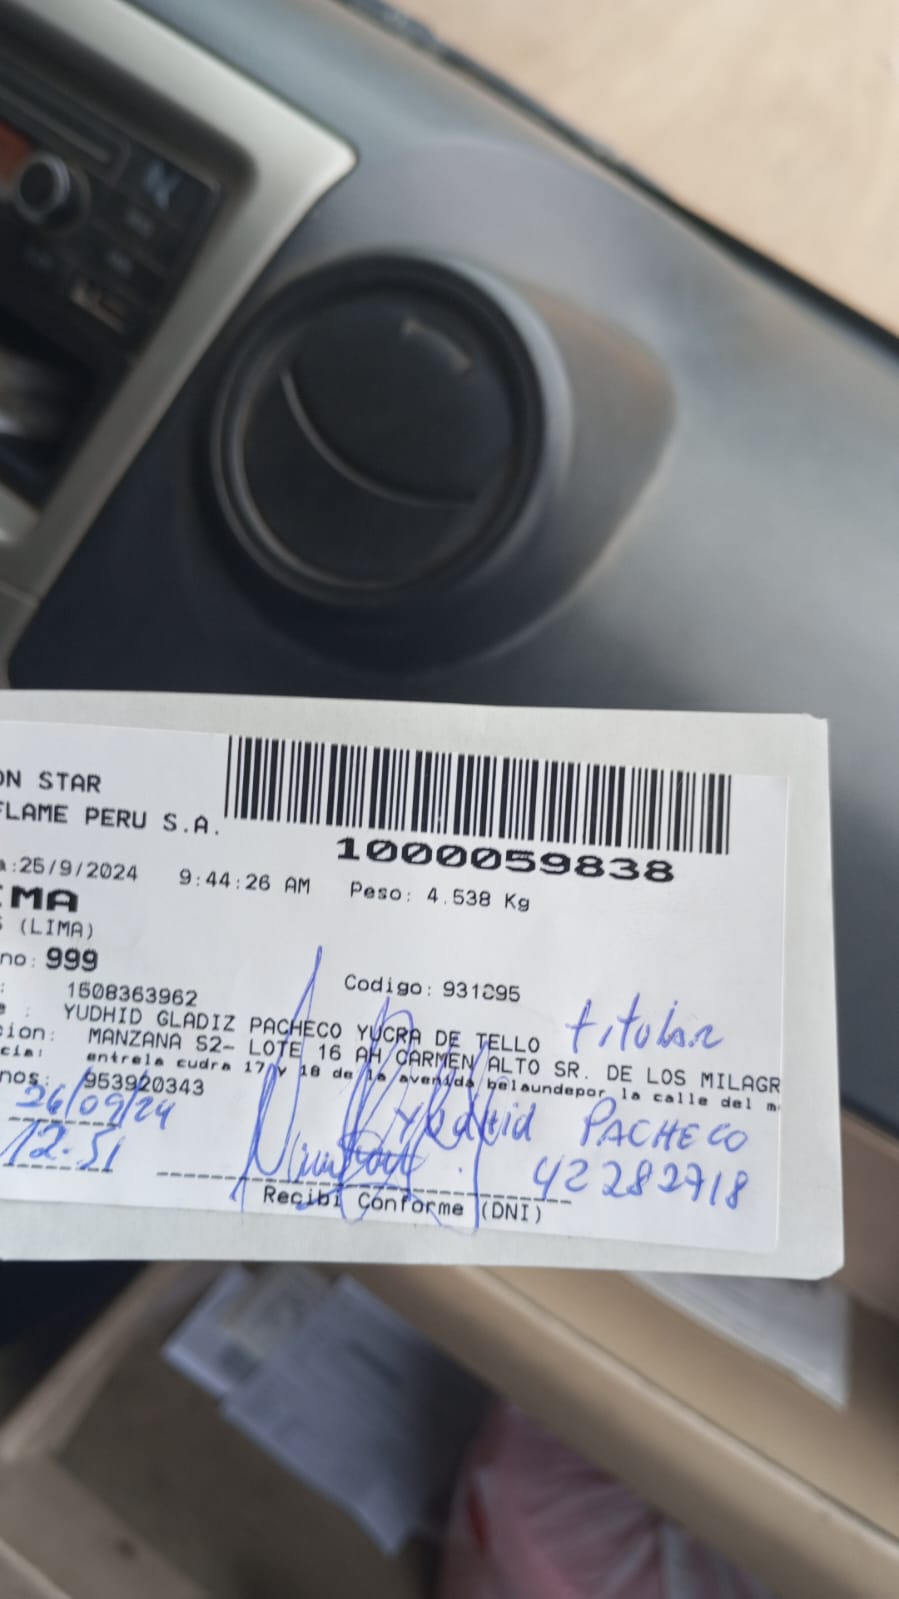 ON STAR
FLAME PERU S.A.
1000059838
a:25/9/2024 9:44:26 AM Peso: 4.538 Kg
IMA
S (LIMA)
no: 999
: 1508363962 Codigo: 931095
e : YUDHID GLADIZ PACHECO YUCRA DE TELLO titular
cion: MANZANA S2- LOTE 16 AH CARMEN ALTO SR. DE LOS MILAGR
cia: entrela cudra 17 y 18 de la avenida belaundepor la calle del m
nos: 953920343
26/09/24 PACHECO
12.51 42282718
Recibi Conforme (DNI)